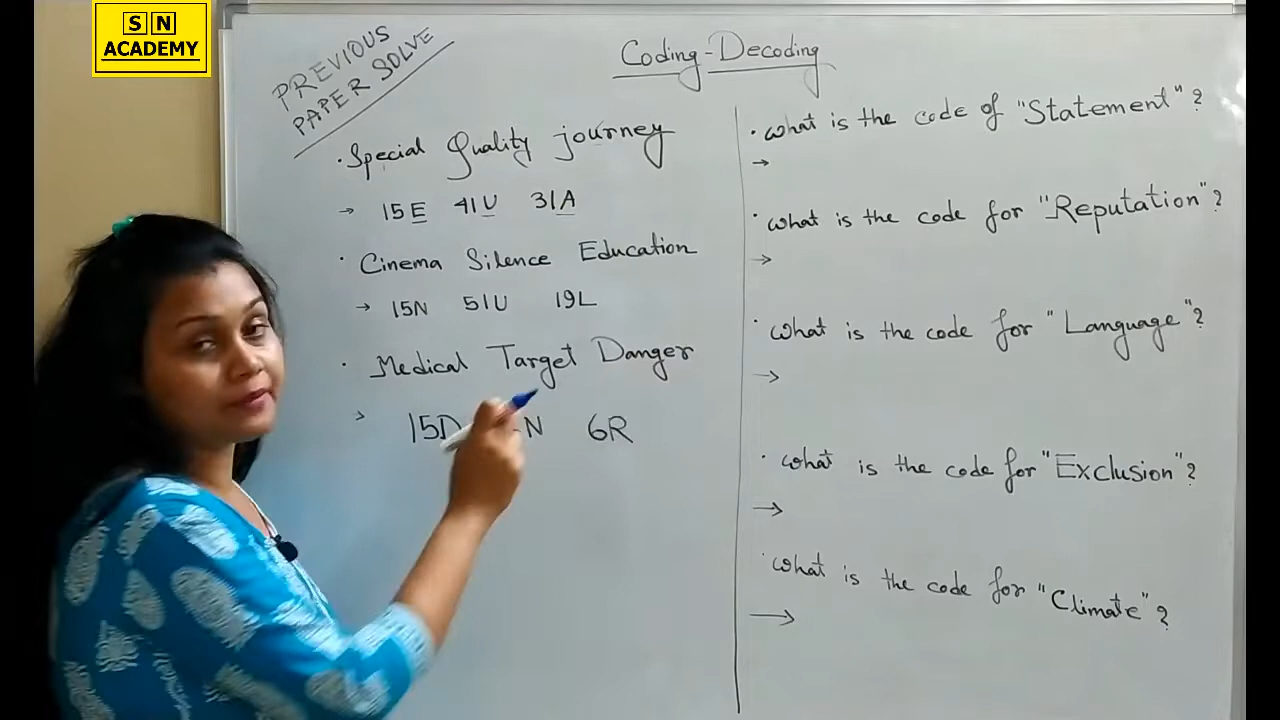 S N
ACADEMY
PREVIOUS
PAPER SOLVE
Coding-Decoding
· Special Quality journey
→ 15E 41U 31A
· Cinema Silence Education
→ 15N 51U 19L
· Medical Target Danger
15D N 6R
· What is the code of "Statement"?
→
· What is the code for "Reputation"?
→
· What is the code for "Language"?
→
· What is the code for "Exclusion"?
→
· What is the code for "Climate"?
→